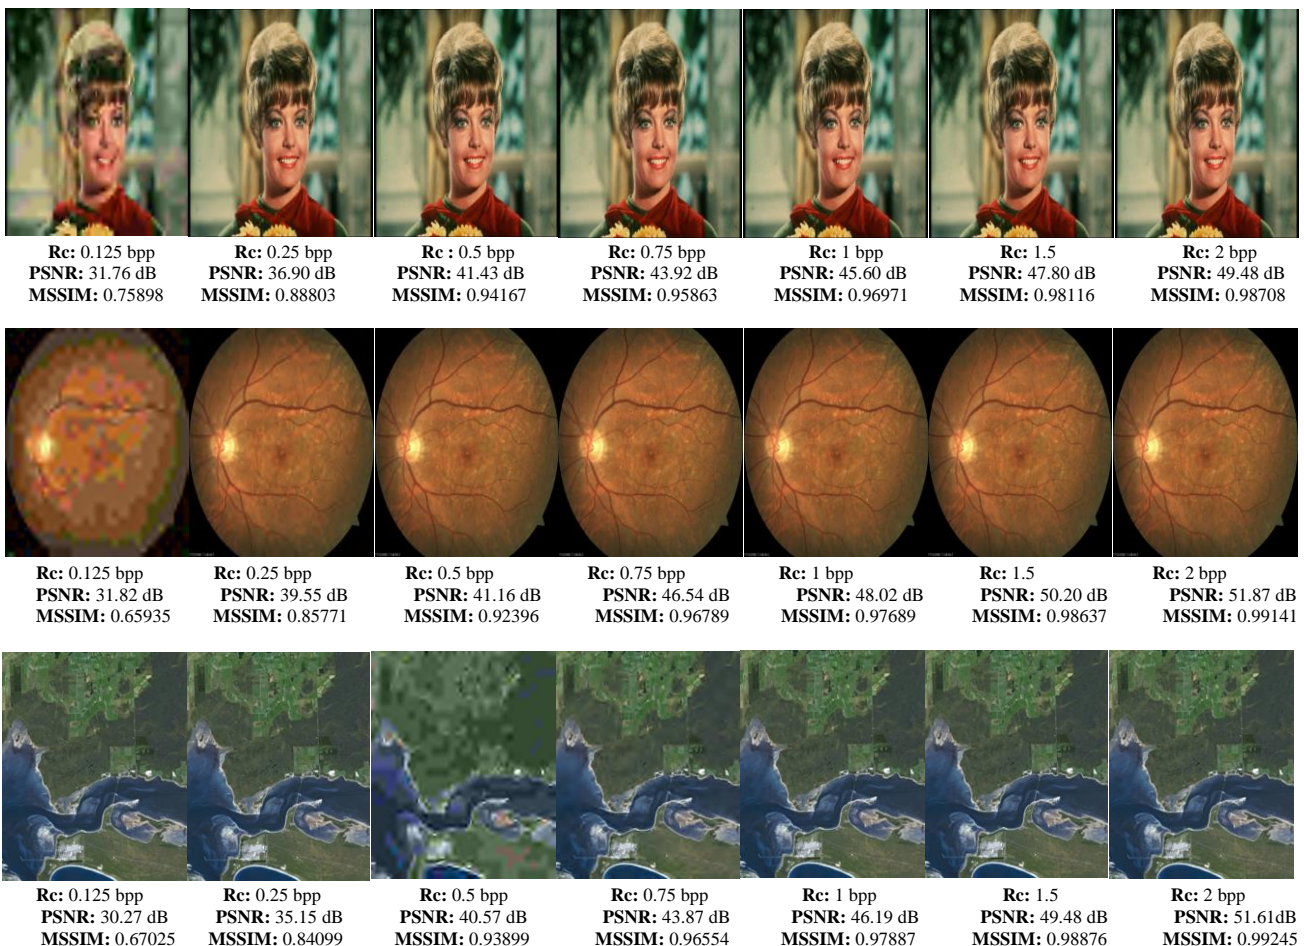 Rc: 0.125 bpp
PSNR: 31.76 dB
MSSIM: 0.75898
Rc: 0.25 bpp
PSNR: 36.90 dB
MSSIM: 0.88803
Rc : 0.5 bpp
PSNR: 41.43 dB
MSSIM: 0.94167
Rc: 0.75 bpp
PSNR: 43.92 dB
MSSIM: 0.95863
Rc: 1 bpp
PSNR: 45.60 dB
MSSIM: 0.96971
Rc: 1.5
PSNR: 47.80 dB
MSSIM: 0.98116
Rc: 2 bpp
PSNR: 49.48 dB
MSSIM: 0.98708
Rc: 0.125 bpp
PSNR: 31.82 dB
MSSIM: 0.65935
Rc: 0.25 bpp
PSNR: 39.55 dB
MSSIM: 0.85771
Rc: 0.5 bpp
PSNR: 41.16 dB
MSSIM: 0.92396
Rc: 0.75 bpp
PSNR: 46.54 dB
MSSIM: 0.96789
Rc: 1 bpp
PSNR: 48.02 dB
MSSIM: 0.97689
Rc: 1.5
PSNR: 50.20 dB
MSSIM: 0.98637
Rc: 2 bpp
PSNR: 51.87 dB
MSSIM: 0.99141
Rc: 0.125 bpp
PSNR: 30.27 dB
MSSIM: 0.67025
Rc: 0.25 bpp
PSNR: 35.15 dB
MSSIM: 0.84099
Rc: 0.5 bpp
PSNR: 40.57 dB
MSSIM: 0.93899
Rc: 0.75 bpp
PSNR: 43.87 dB
MSSIM: 0.96554
Rc: 1 bpp
PSNR: 46.19 dB
MSSIM: 0.97887
Rc: 1.5
PSNR: 49.48 dB
MSSIM: 0.98876
Rc: 2 bpp
PSNR: 51.61dB
MSSIM: 0.99245